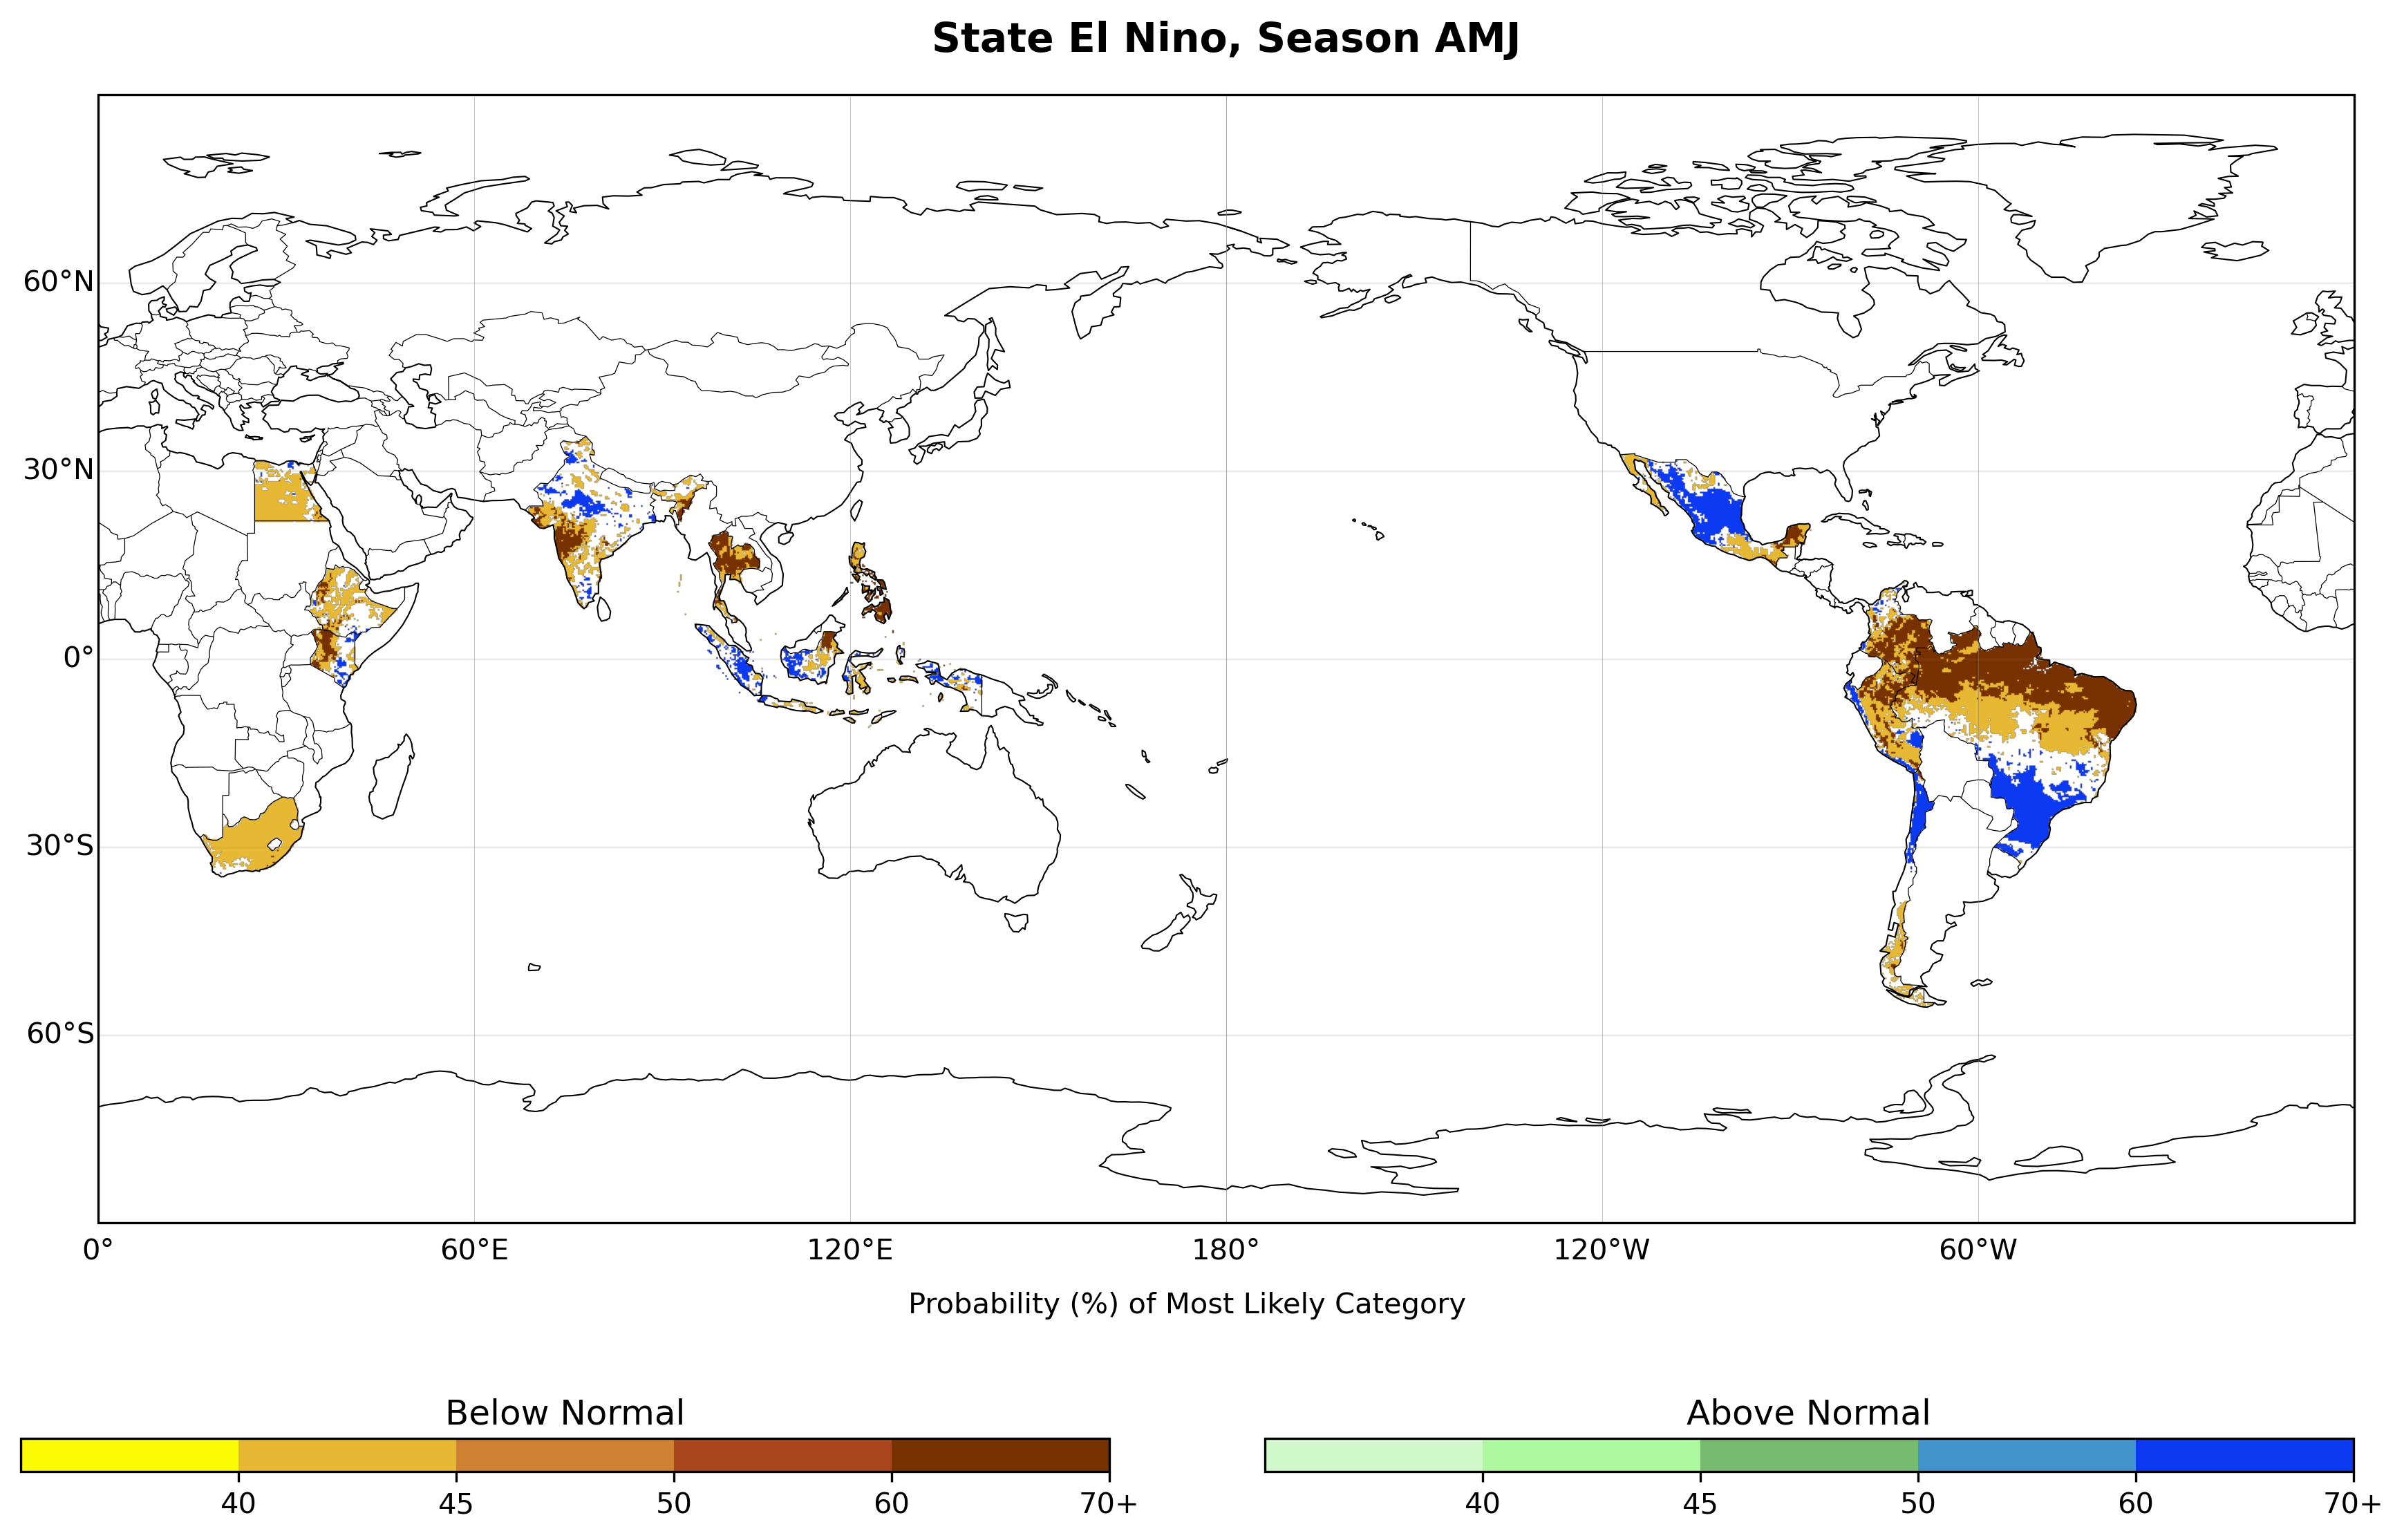 State El Nino, Season AMJ
60°N
30°N
0°
30°S
60°S
0° 60°E 120°E 180° 120°W 60°W
Probability (%) of Most Likely Category
Below Normal
40 45 50 60 70+
Above Normal
40 45 50 60 70+